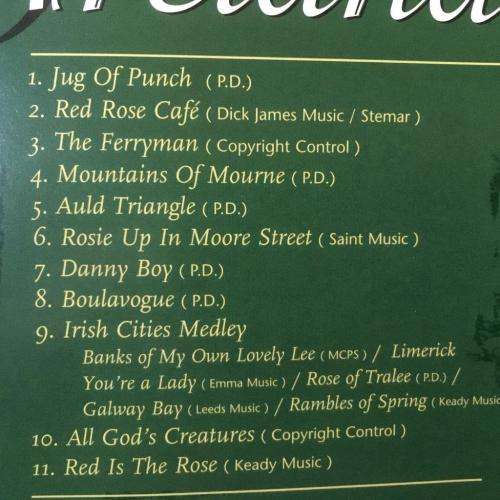 1. Jug Of Punch ( P.D.)
2. Red Rose Café ( Dick James Music / Stemar )
3. The Ferryman ( Copyright Control )
4. Mountains Of Mourne ( P.D.)
5. Auld Triangle ( P.D.)
6. Rosie Up In Moore Street ( Saint Music )
7. Danny Boy ( P.D.)
8. Boulavogue ( P.D.)
9. Irish Cities Medley
Banks of My Own Lovely Lee ( MCPS ) / Limerick
You're a Lady ( Emma Music ) / Rose of Tralee ( P.D.) /
Galway Bay ( Leeds Music ) / Rambles of Spring ( Keady Music
10. All God's Creatures ( Copyright Control )
11. Red Is The Rose ( Keady Music )